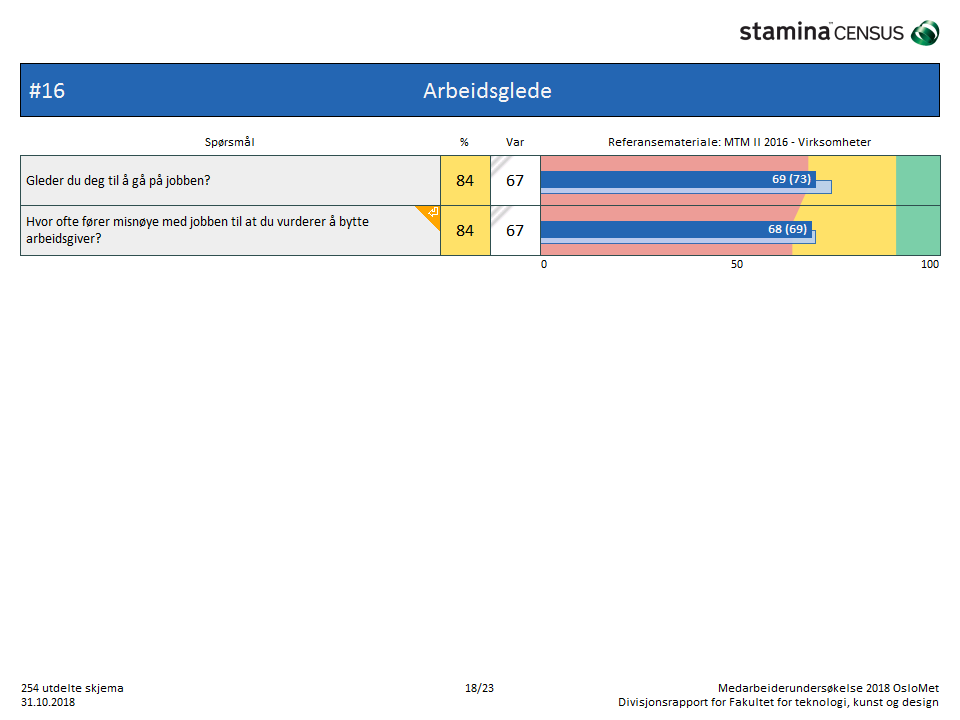 stamina™CENSUS
#16 Arbeidsglede
Spørsmål % Var Referansemateriale: MTM II 2016 - Virksomheter
Gleder du deg til å gå på jobben? 84 67 69 (73)
Hvor ofte fører misnøye med jobben til at du vurderer å bytte
arbeidsgiver? 84 67 68 (69)
0 50 100
254 utdelte skjema 18/23 Medarbeiderundersøkelse 2018 OsloMet
31.10.2018 Divisjonsrapport for Fakultet for teknologi, kunst og design